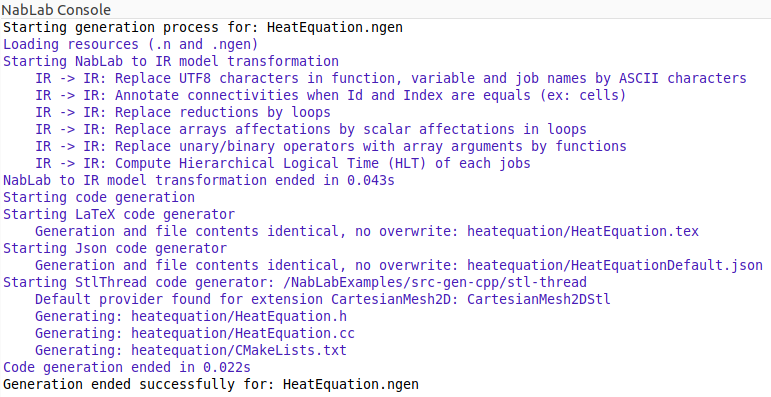 NabLab Console
Starting generation process for: HeatEquation.ngen
Loading resources (.n and .ngen)
Starting NabLab to IR model transformation
    IR -> IR: Replace UTF8 characters in function, variable and job names by ASCII characters
    IR -> IR: Annotate connectivities when Id and Index are equals (ex: cells)
    IR -> IR: Replace reductions by loops
    IR -> IR: Replace arrays affectations by scalar affectations in loops
    IR -> IR: Replace unary/binary operators with array arguments by functions
    IR -> IR: Compute Hierarchical Logical Time (HLT) of each jobs
NabLab to IR model transformation ended in 0.043s
Starting code generation
Starting LaTeX code generator
    Generation and file contents identical, no overwrite: heatequation/HeatEquation.tex
Starting Json code generator
    Generation and file contents identical, no overwrite: heatequation/HeatEquationDefault.json
Starting StlThread code generator: /NabLabExamples/src-gen-cpp/stl-thread
    Default provider found for extension CartesianMesh2D: CartesianMesh2DStl
    Generating: heatequation/HeatEquation.h
    Generating: heatequation/HeatEquation.cc
    Generating: heatequation/CMakeLists.txt
Code generation ended in 0.022s
Generation ended successfully for: HeatEquation.ngen